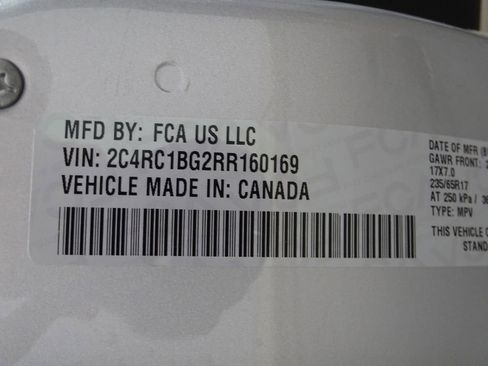 MFD BY: FCA US LLC
VIN: 2C4RC1BG2RR160169
VEHICLE MADE IN: CANADA
DATE OF MFR
GAWR FRONT:
17X7.0
235/65R17
AT 250 kPa /
TYPE: MPV
THIS VEHICLE